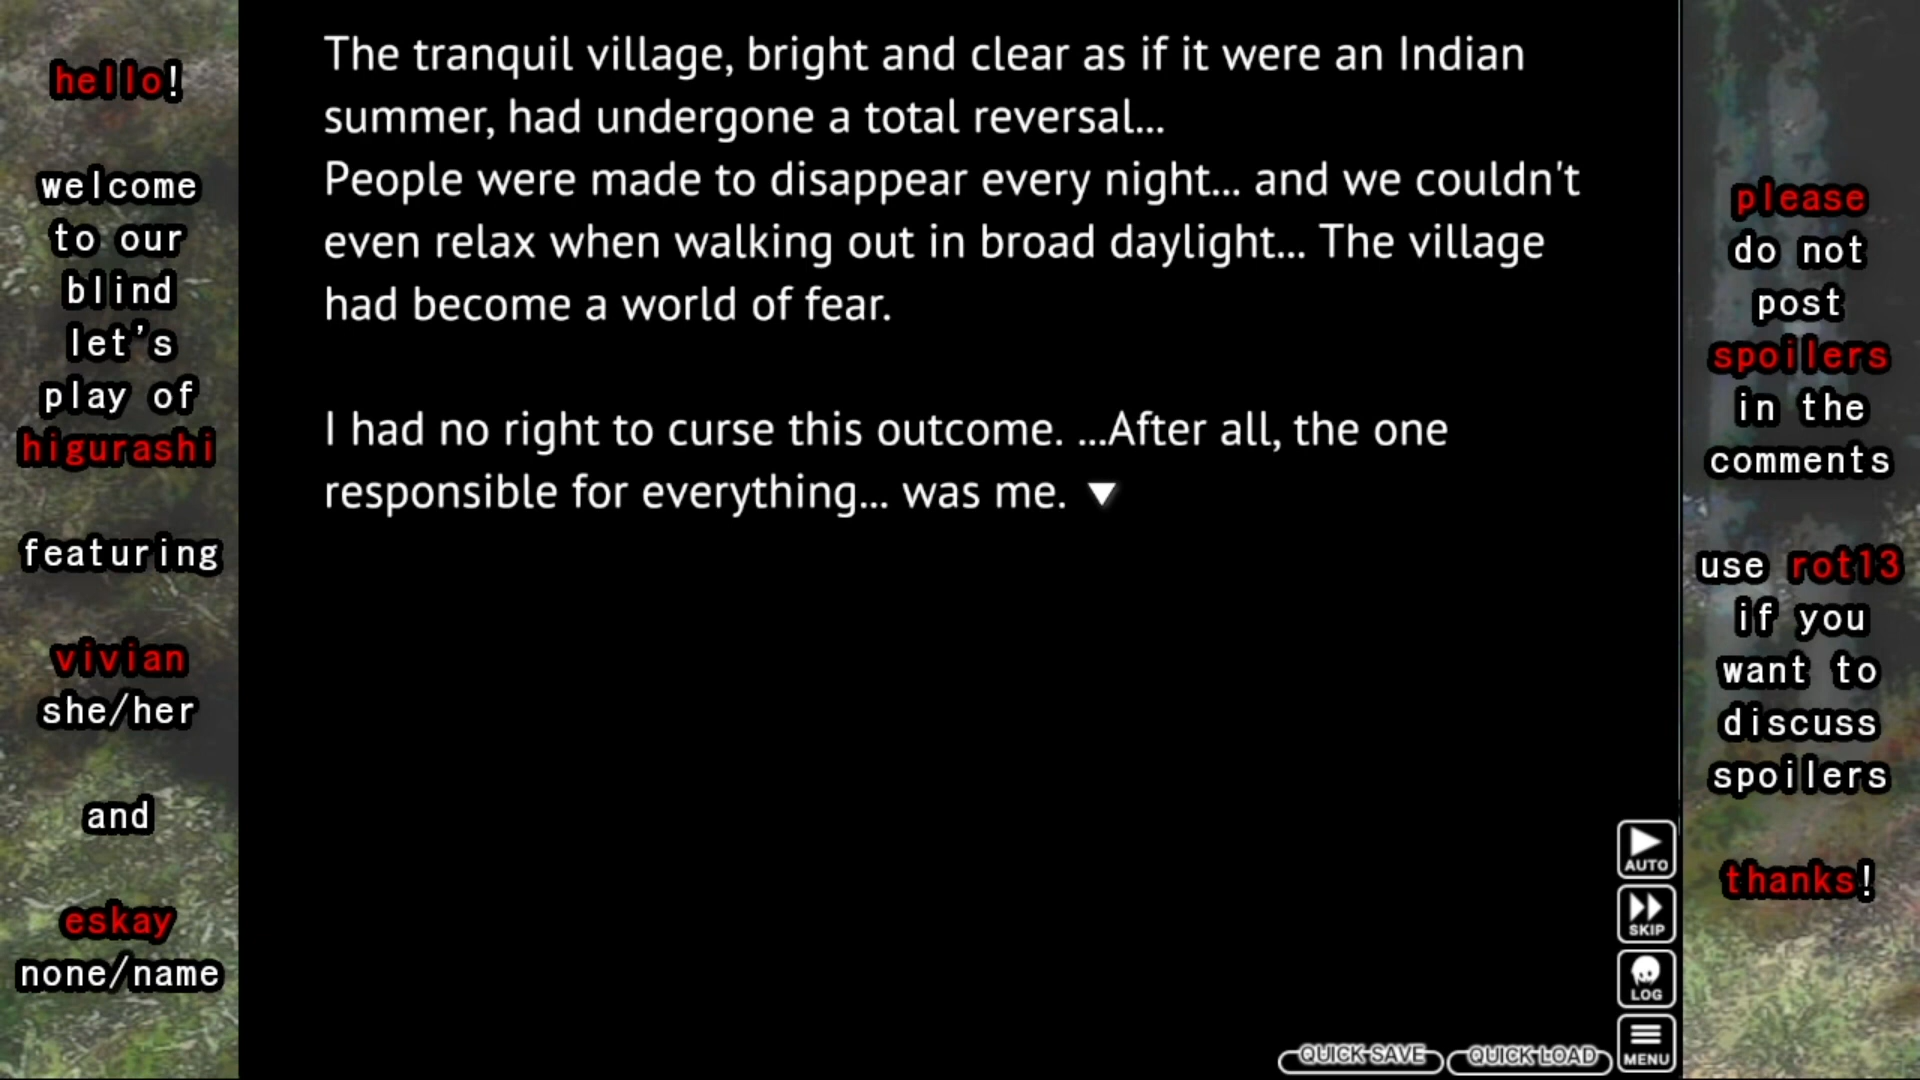 hello!
welcome
to our
blind
let's
play of
higurashi
featuring
vivian
she/her
and
eskay
none/name
The tranquil village, bright and clear as if it were an Indian
summer, had undergone a total reversal...
People were made to disappear every night... and we couldn't
even relax when walking out in broad daylight... The village
had become a world of fear.
I had no right to curse this outcome. ...After all, the one
responsible for everything... was me.
AUTO
SKIP
LOG
MENU
QUICK SAVE
QUICK LOAD
please
do not
post
spoilers
in the
comments
use rot13
if you
want to
discuss
spoilers
thanks!